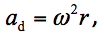 a_d = ω²r,